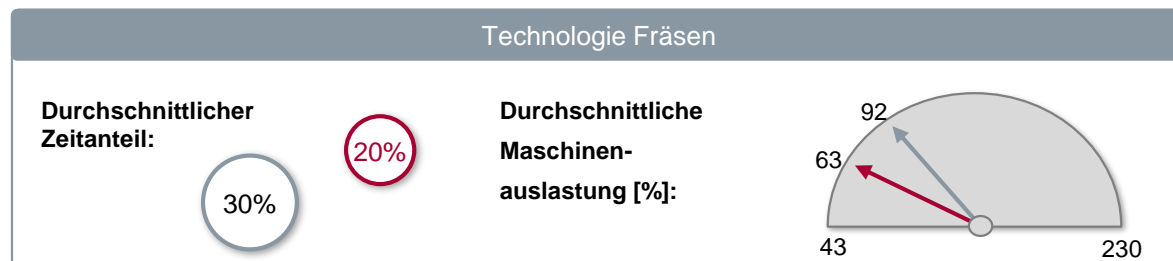 Technologie Fräsen
Durchschnittlicher
Zeitanteil:
20%
30%
Durchschnittliche
Maschinen-
auslastung [%]:
92
63
43
230